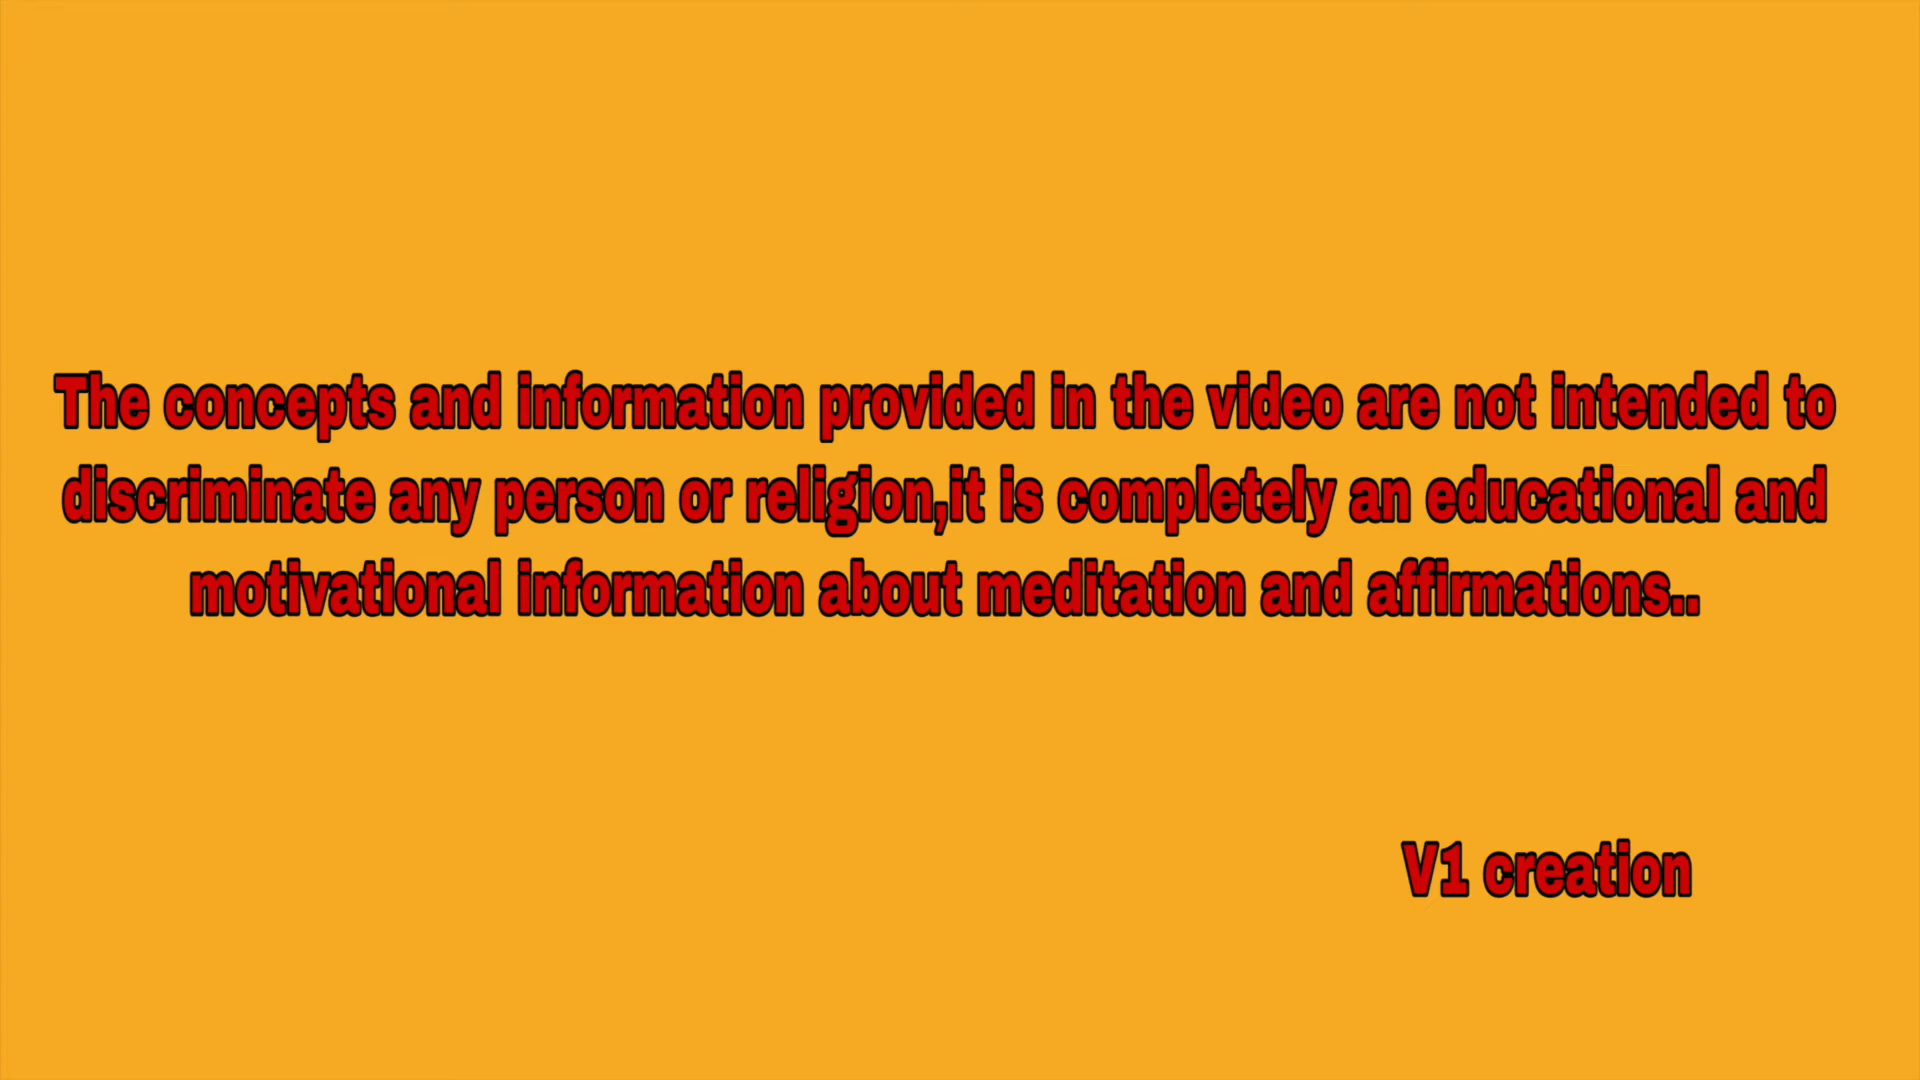 The concepts and information provided in the video are not intended to
discriminate any person or religion,it is completely an educational and
motivational information about meditation and affirmations..
V1 creation